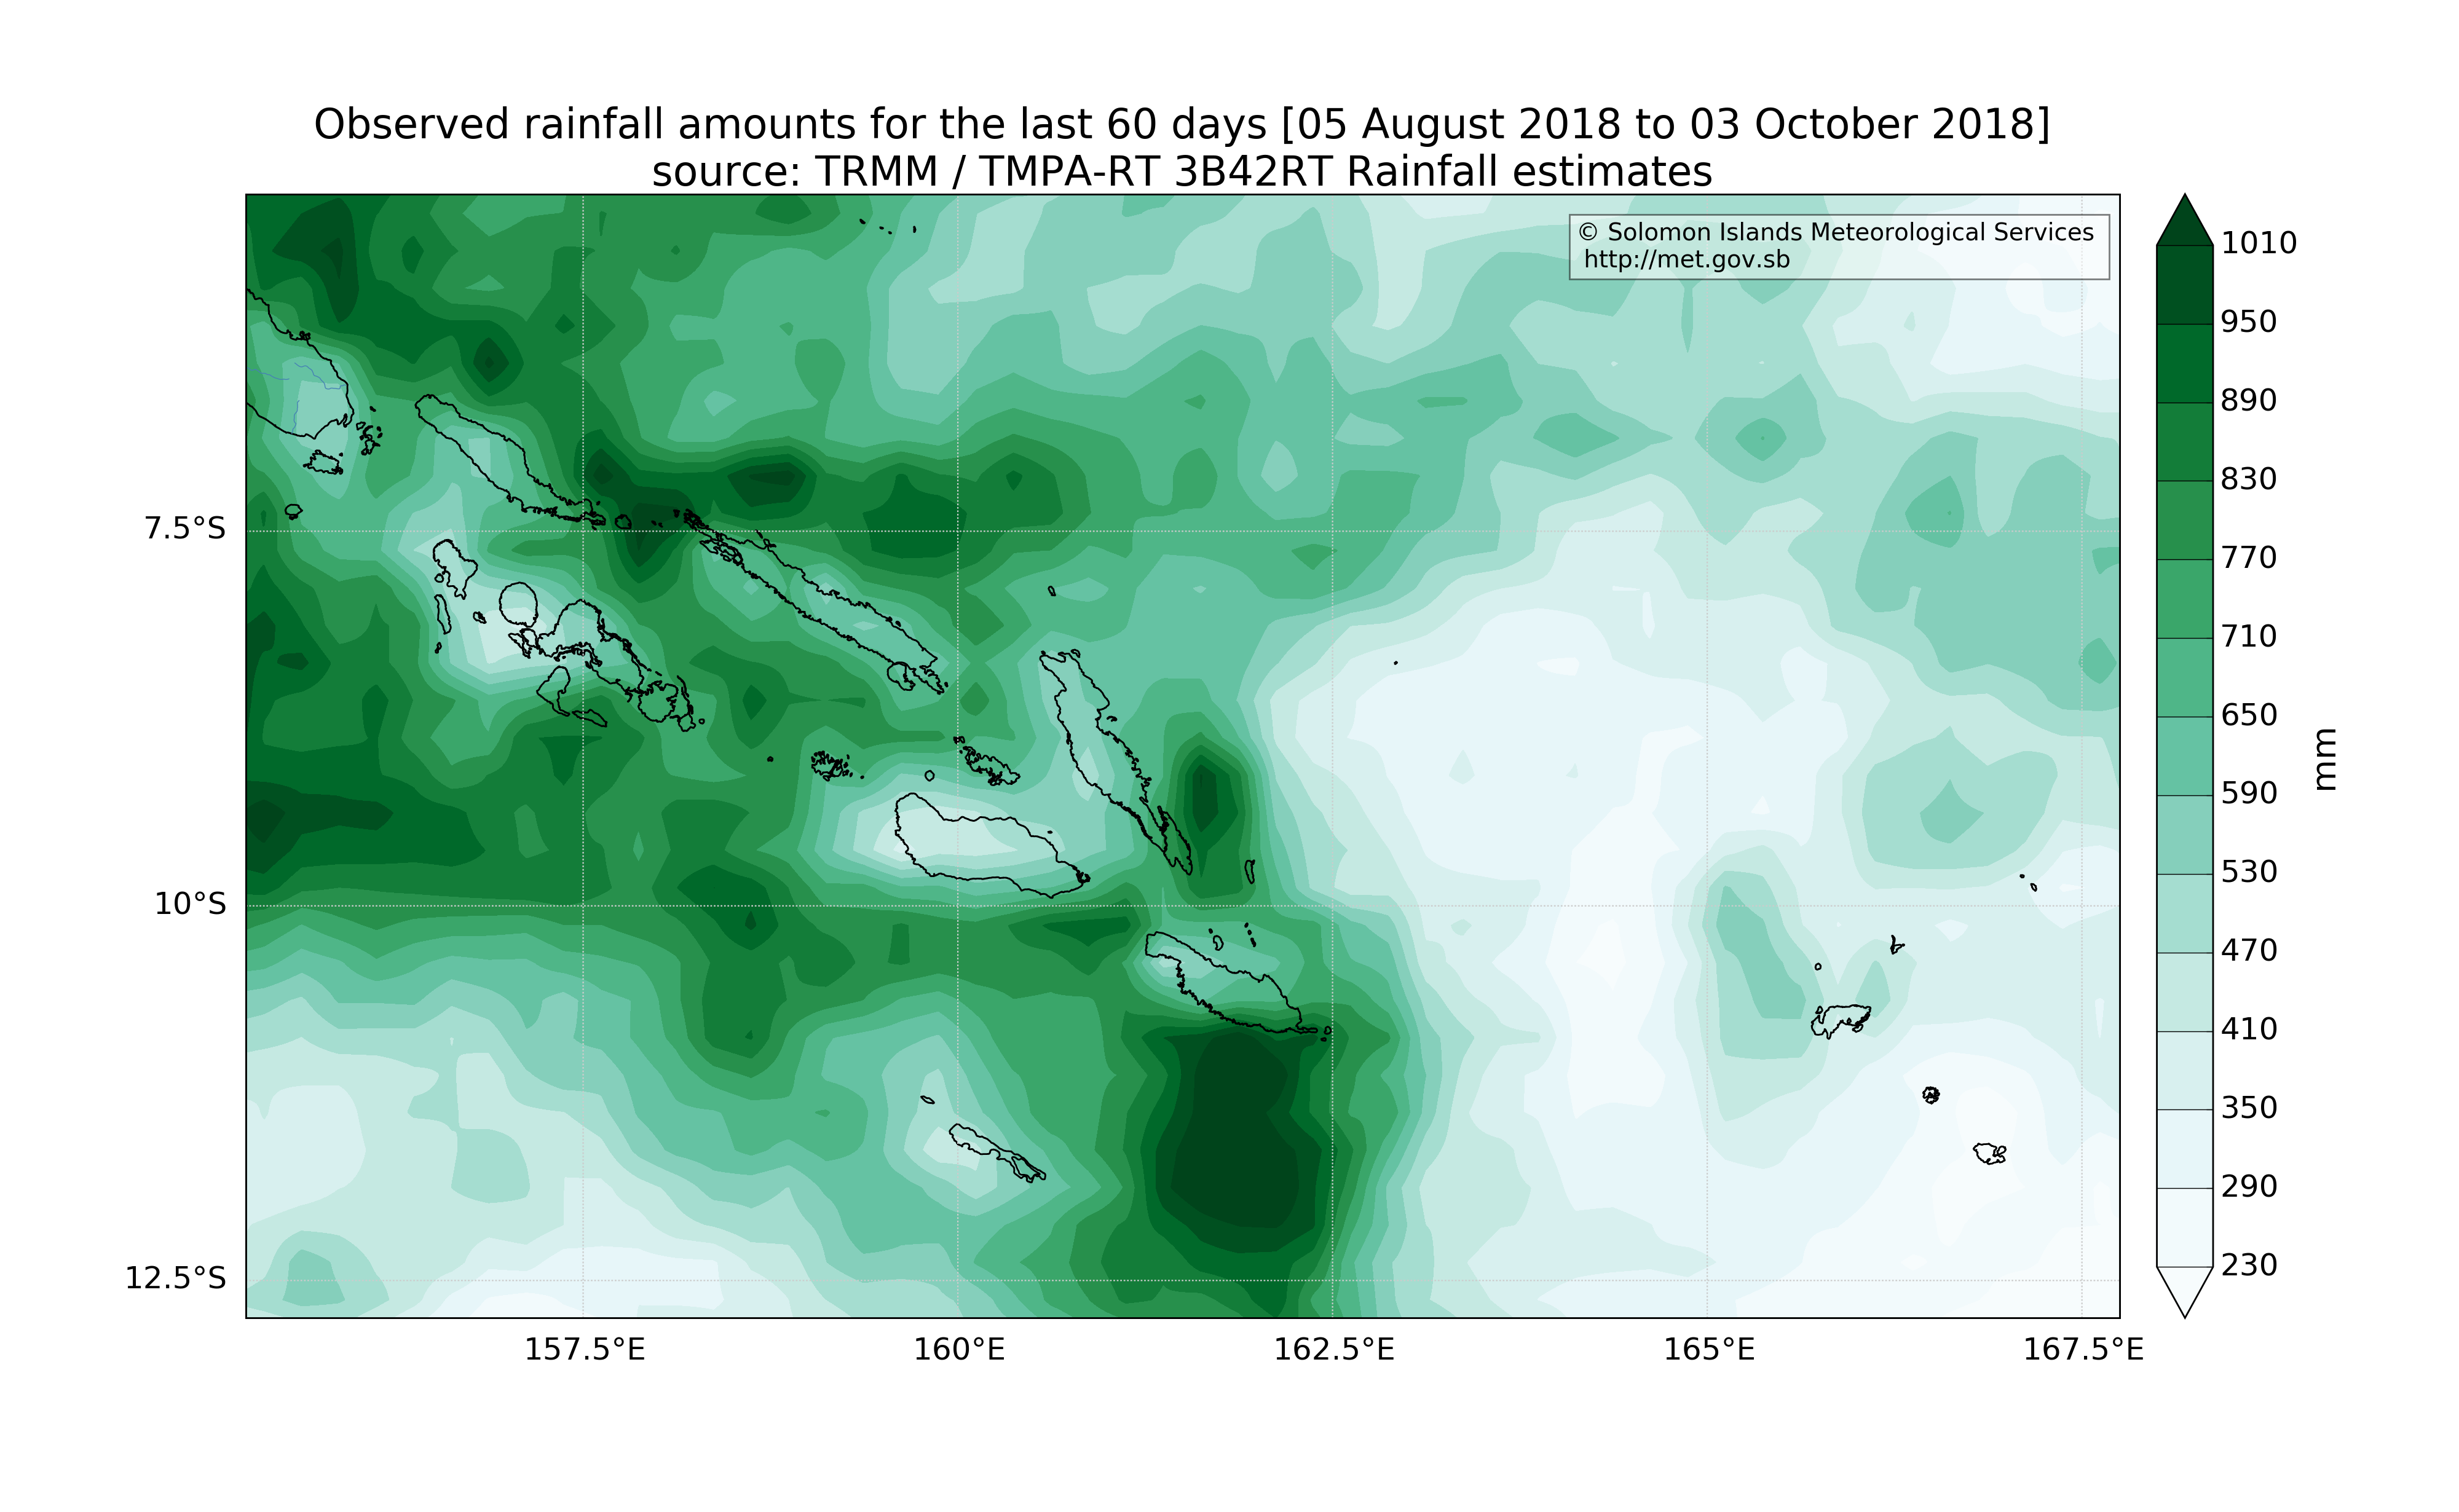 Observed rainfall amounts for the last 60 days [05 August 2018 to 03 October 2018]
source: TRMM / TMPA-RT 3B42RT Rainfall estimates
© Solomon Islands Meteorological Services
http://met.gov.sb
1010
950
890
830
770
710
650
590
530
470
410
350
290
230
mm
7.5°S
10°S
12.5°S
157.5°E
160°E
162.5°E
165°E
167.5°E